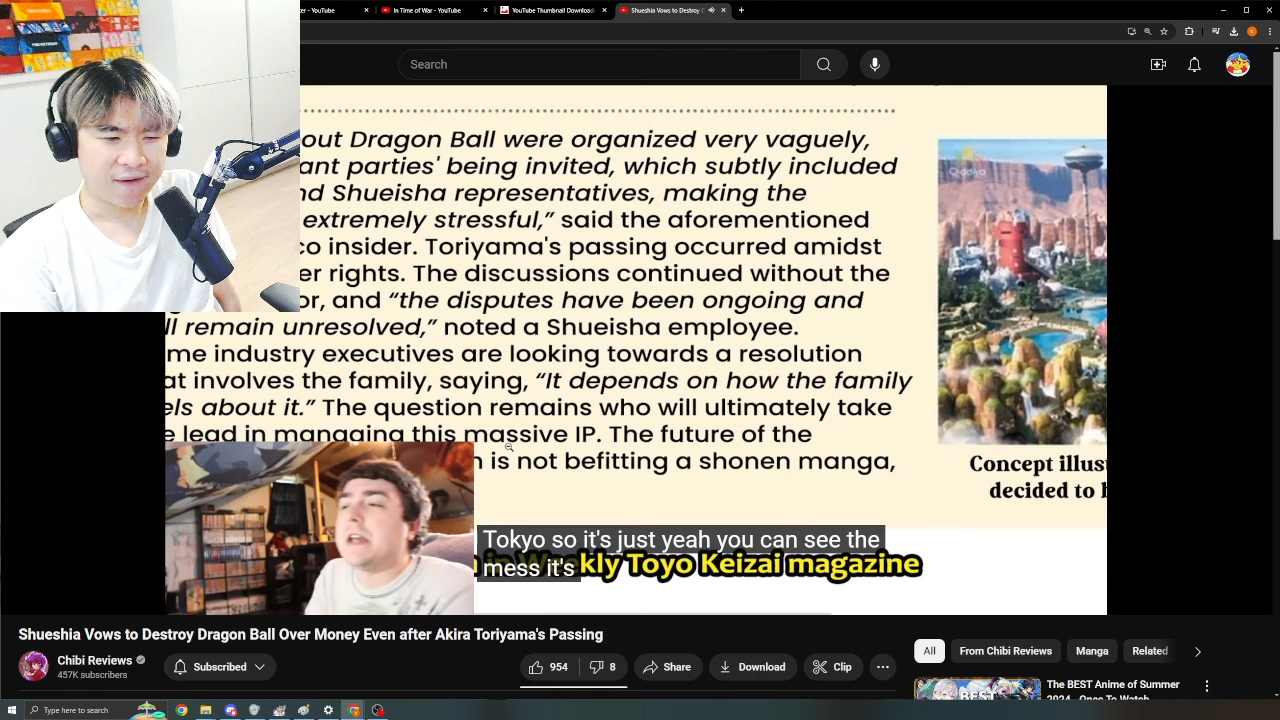 er - YouTube
In Time of War - YouTube
YouTube Thumbnail Download
Shueshia Vows to Destroy
Search
out Dragon Ball were organized very vaguely,
ant parties' being invited, which subtly included
nd Shueisha representatives, making the
extremely stressful,” said the aforementioned
co insider. Toriyama's passing occurred amidst
er rights. The discussions continued without the
or, and “the disputes have been ongoing and
ll remain unresolved,” noted a Shueisha employee.
me industry executives are looking towards a resolution
at involves the family, saying, “It depends on how the family
els about it.” The question remains who will ultimately take
e lead in managing this massive IP. The future of the
n is not befitting a shonen manga,
Qiddiya
Concept illus
decided to
Tokyo so it's just yeah you can see the
mess it's
kly Toyo Keizai magazine
Shueshia Vows to Destroy Dragon Ball Over Money Even after Akira Toriyama's Passing
Chibi Reviews
457K subscribers
Subscribed
954
8
Share
Download
Clip
All
From Chibi Reviews
Manga
Related
The BEST Anime of Summer
2024 - Ones To Watch
BEST
Type here to search